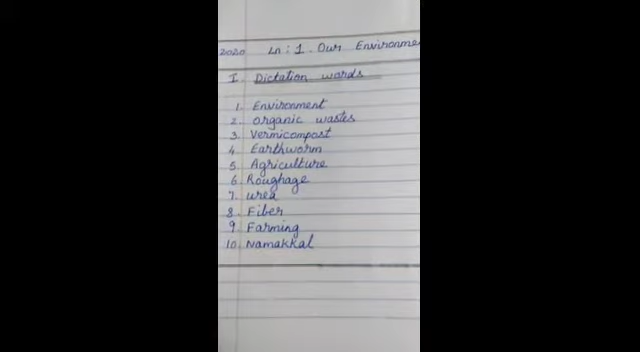 2020 Ln: 1. Our Environme
I. Dictation words
1. Environment
2. Organic wastes
3. Vermicompost
4. Earthworm
5. Agriculture
6. Roughage
7. Urea
8. Fiber
9. Farming
10. Namakkal